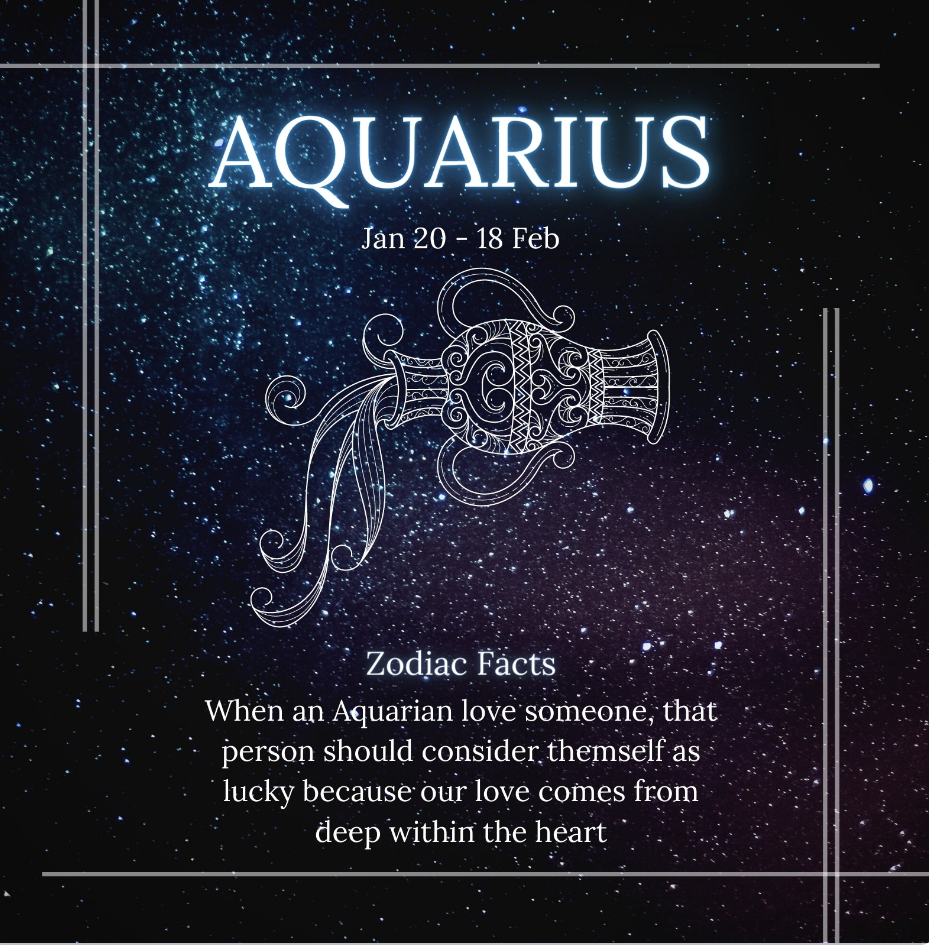 AQUARIUS
Jan 20 - 18 Feb
Zodiac Facts
When an Aquarian love someone, that
person should consider themself as
lucky because our love comes from
deep within the heart